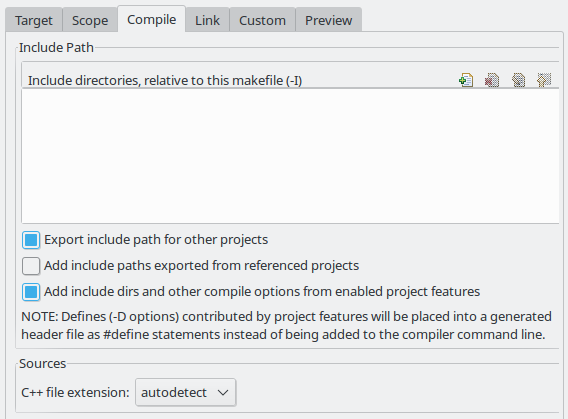 Target Scope Compile Link Custom Preview
Include Path
Include directories, relative to this makefile (-I)
Export include path for other projects
Add include paths exported from referenced projects
Add include dirs and other compile options from enabled project features
NOTE: Defines (-D options) contributed by project features will be placed into a generated
header file as #define statements instead of being added to the compiler command line.
Sources
C++ file extension: autodetect